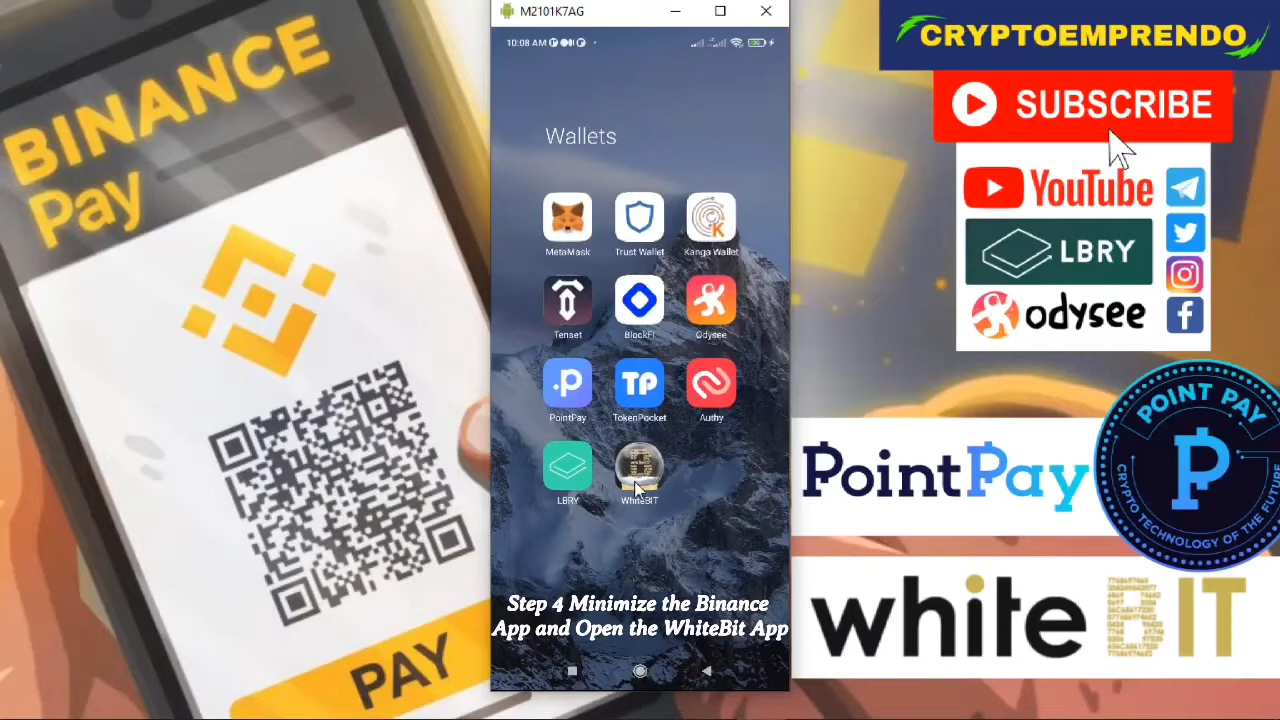 BINANCE
Pay
PAY
M2101K7AG
10:08 AM
Wallets
MetaMask
Trust Wallet
Kanga Wallet
Tenset
BlockFi
Odysee
PointPay
TokenPocket
Authy
LBRY
WhiteBIT
Step 4 Minimize the Binance
App and Open the WhiteBit App
CRYPTOEMPRENDO
SUBSCRIBE
YouTube
LBRY
odysee
PointPay
POINT PAY
CRYPTO TECHNOLOGY OF THE FUTURE
whiteBIT